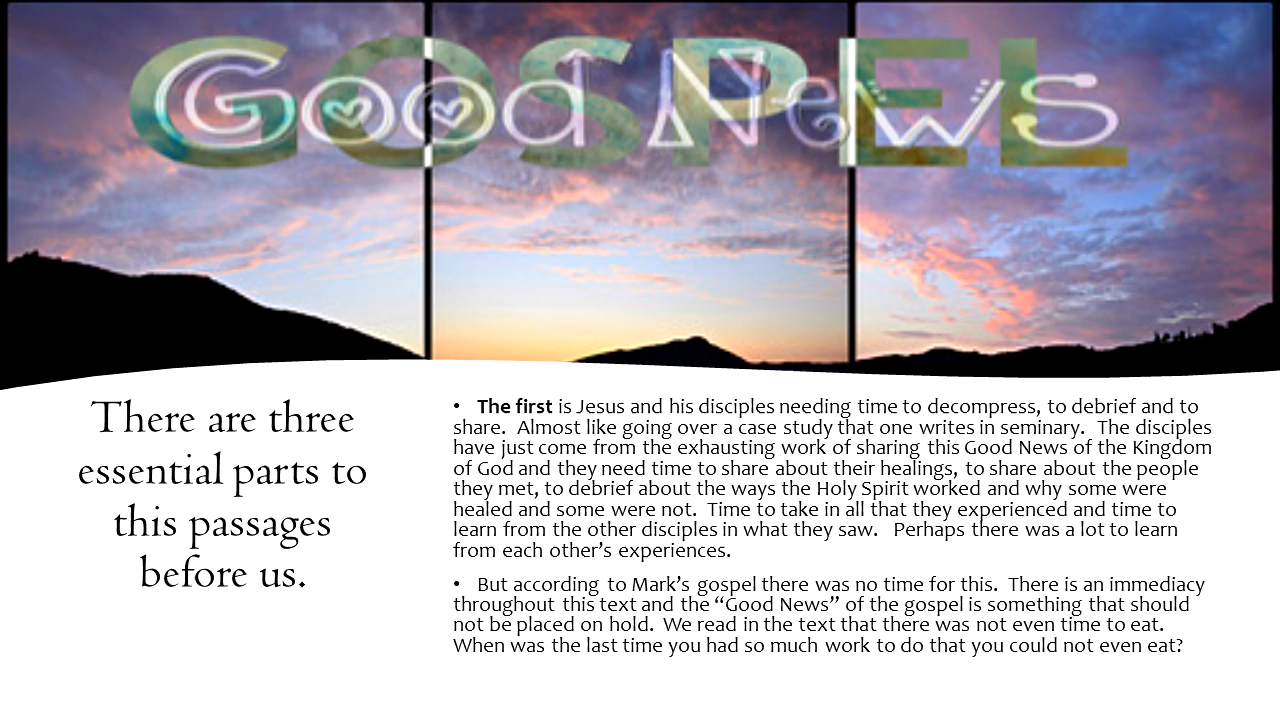 GOSPEL
Good News
There are three
essential parts to
this passages
before us.
• The first is Jesus and his disciples needing time to decompress, to debrief and to
share.  Almost like going over a case study that one writes in seminary.  The disciples
have just come from the exhausting work of sharing this Good News of the Kingdom
of God and they need time to share about their healings, to share about the people
they met, to debrief about the ways the Holy Spirit worked and why some were
healed and some were not.  Time to take in all that they experienced and time to
learn from the other disciples in what they saw.   Perhaps there was a lot to learn
from each other’s experiences.
• But according to Mark’s gospel there was no time for this.  There is an immediacy
throughout this text and the “Good News” of the gospel is something that should
not be placed on hold.  We read in the text that there was not even time to eat.
When was the last time you had so much work to do that you could not even eat?